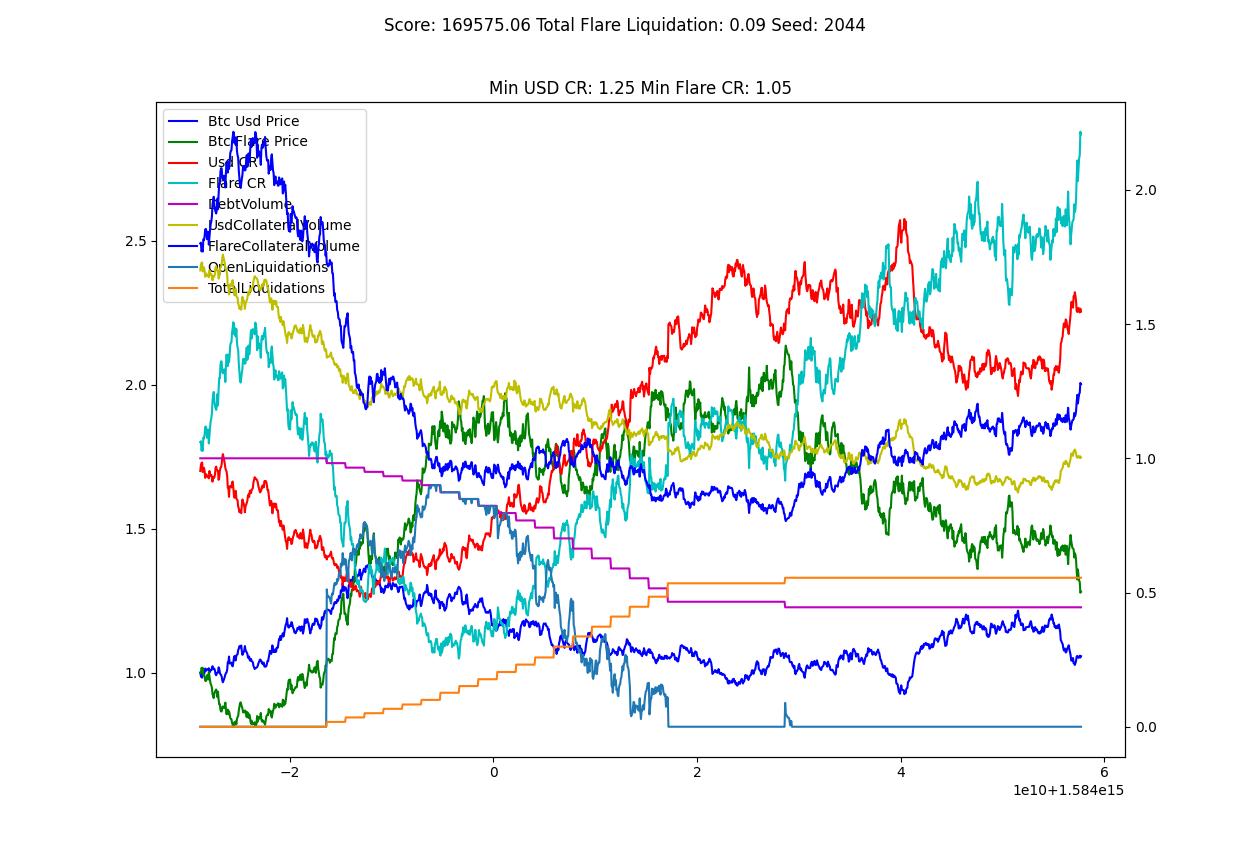 Score: 169575.06 Total Flare Liquidation: 0.09 Seed: 2044
Min USD CR: 1.25 Min Flare CR: 1.05
Btc Usd Price
Btc Flare Price
Usd CR
Flare CR
DebtVolume
UsdCollateralVolume
FlareCollateralVolume
OpenLiquidations
TotalLiquidations
2.5
2.0
1.5
1.0
2.0
1.5
1.0
0.5
0.0
−2
0
2
4
6
1e10+1.584e15